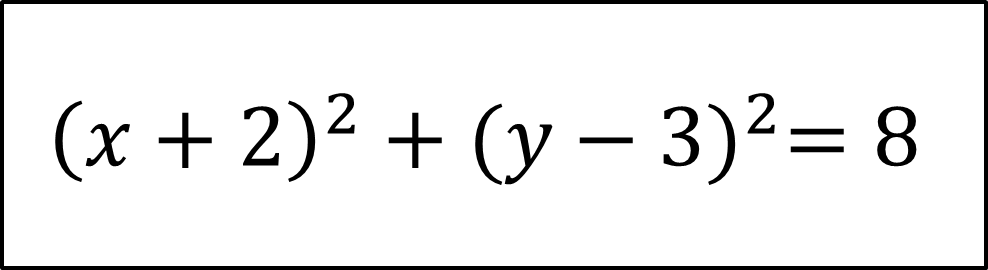 (x + 2)² + (y − 3)² = 8